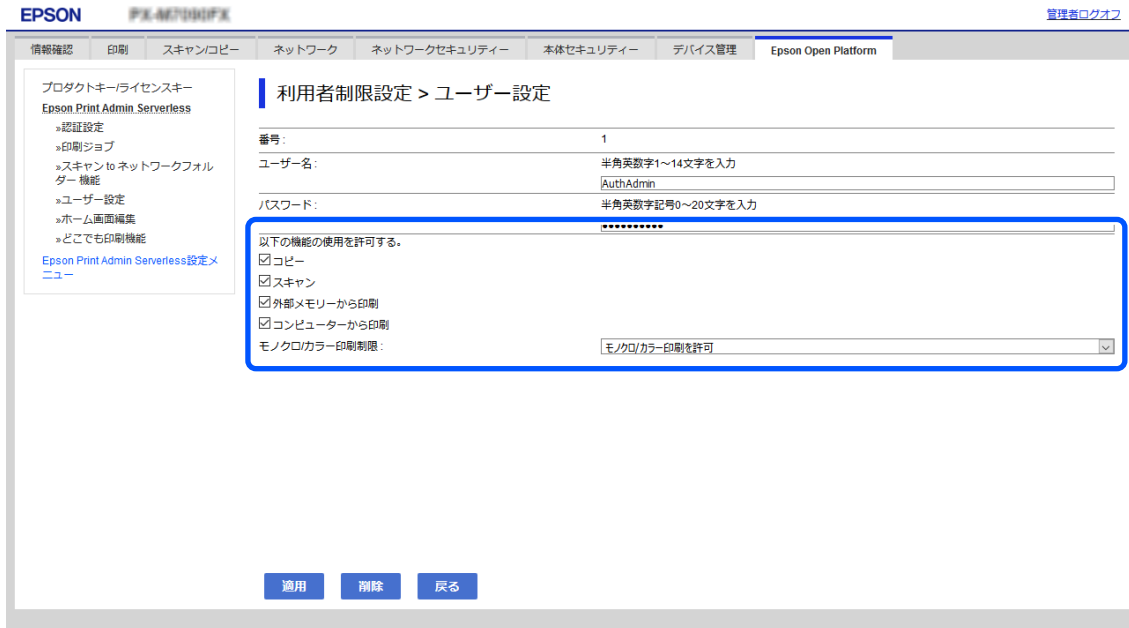 EPSON
管理者ログオフ
情報確認 印刷 スキャン/コピー ネットワーク ネットワークセキュリティー 本体セキュリティー デバイス管理 Epson Open Platform
プロダクトキー/ライセンスキー
Epson Print Admin Serverless
»認証設定
»印刷ジョブ
»スキャン to ネットワークフォル
ダー 機能
»ユーザー設定
»ホーム画面編集
»どこでも印刷機能
Epson Print Admin Serverless設定メ
ニュー
利用者制限設定 > ユーザー設定
番号 : 1
ユーザー名 : 半角英数字1～14文字を入力
AuthAdmin
パスワード : 半角英数字記号0～20文字を入力
••••••••••
以下の機能の使用を許可する。
コピー
スキャン
外部メモリーから印刷
コンピューターから印刷
モノクロ/カラー印刷制限 : モノクロ/カラー印刷を許可
適用 削除 戻る